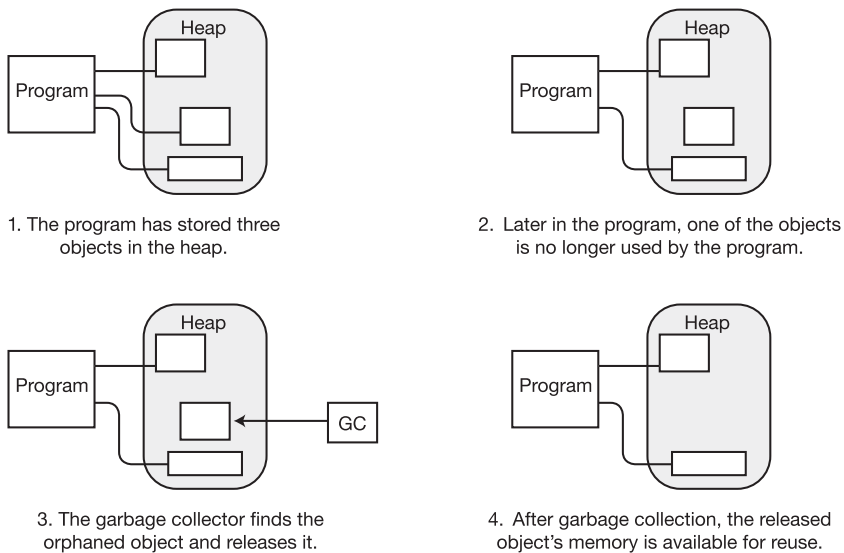 Heap
Program
1. The program has stored three
objects in the heap.
Heap
Program
2. Later in the program, one of the objects
is no longer used by the program.
Heap
Program
GC
3. The garbage collector finds the
orphaned object and releases it.
Heap
Program
4. After garbage collection, the released
object’s memory is available for reuse.